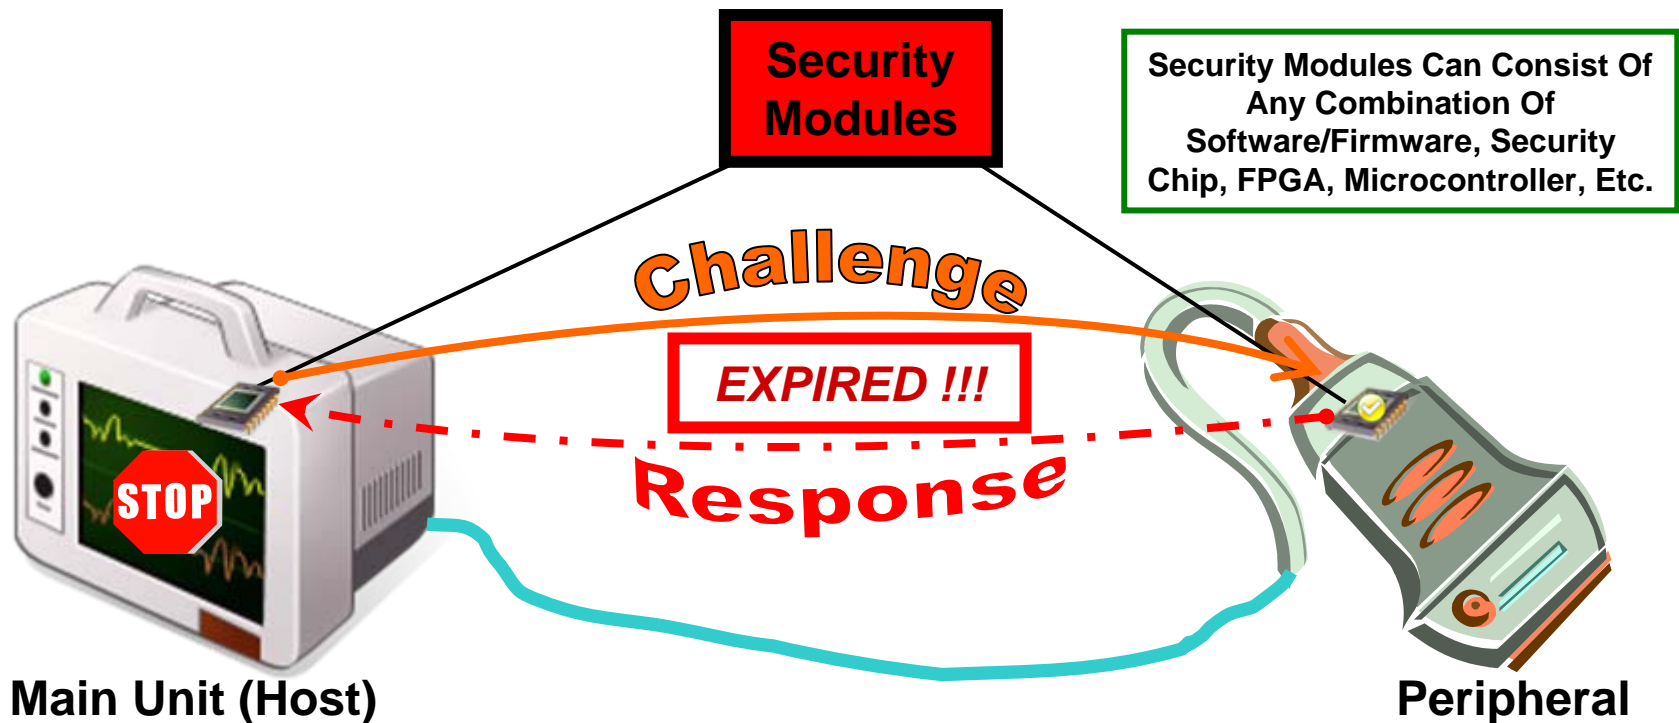 Security
Modules
Security Modules Can Consist Of
Any Combination Of
Software/Firmware, Security
Chip, FPGA, Microcontroller, Etc.
Challenge
EXPIRED !!!
Response
STOP
Main Unit (Host)
Peripheral